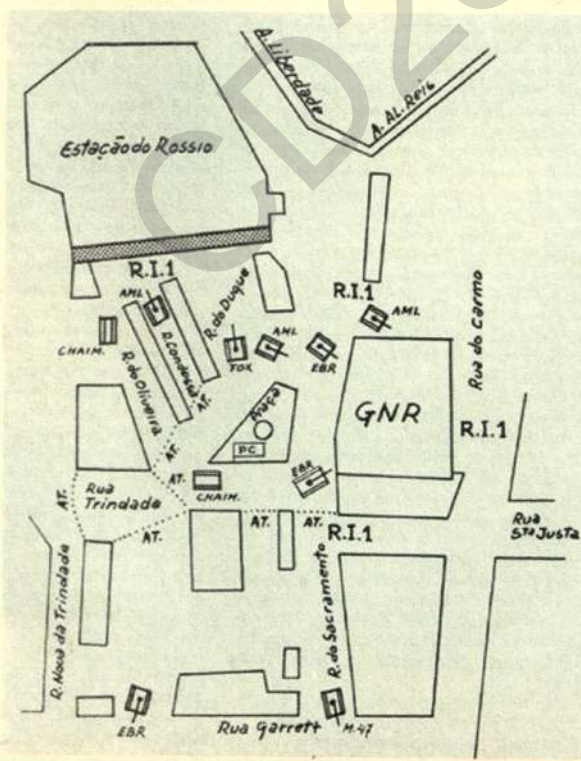 CD25
A. Liberdade
A. AL. Reis
Estação do Rossio
R.I.1
R. do Duque
R.I.1
AML
AML
Rua do Carmo
CHAIM.
R. Condessa
FOX
AML
EBR
R. do Oliveira
AT.
Praça
GNR
R.I.1
PC
AT.
EBR
Rua
Trindade
AT.
CHAIM.
AT.
AT.
AT.
AT.
R.I.1
Rua
Sta Justa
R. Nova da Trindade
R. do Sacramento
EBR
Rua Garrett
M.47